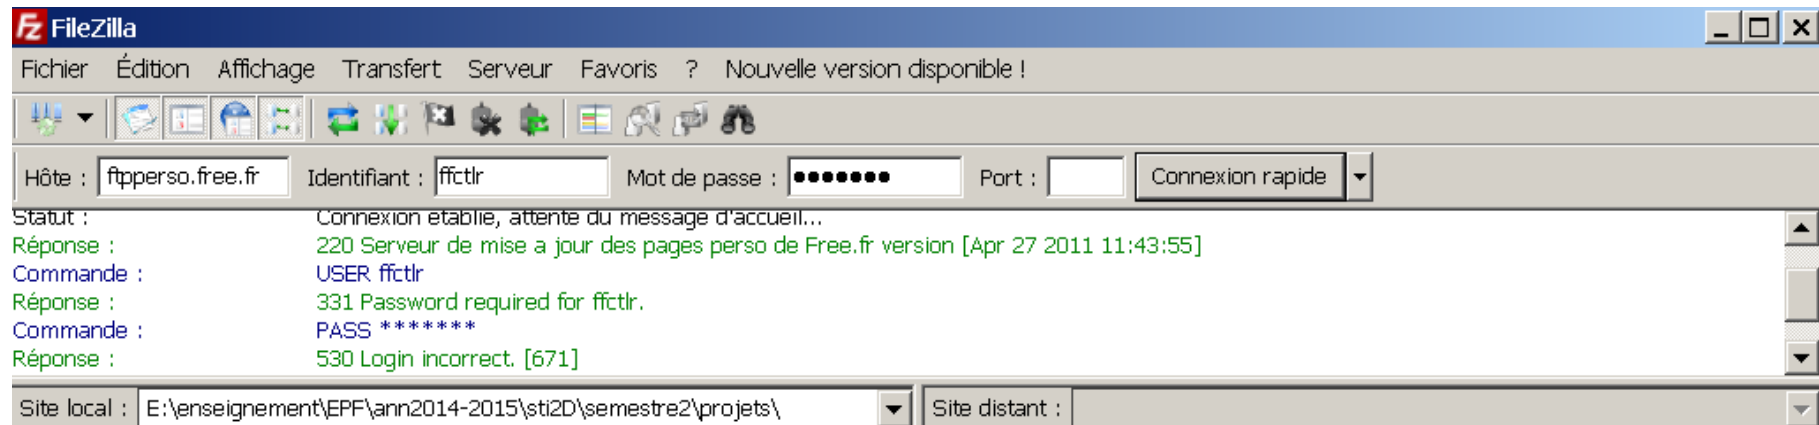 FileZilla
Fichier Édition Affichage Transfert Serveur Favoris ? Nouvelle version disponible !
Hôte : ftpperso.free.fr Identifiant : ffctlr Mot de passe : ●●●●●●● Port : Connexion rapide
Statut : Connexion établie, attente du message d'accueil...
Réponse : 220 Serveur de mise a jour des pages perso de Free.fr version [Apr 27 2011 11:43:55]
Commande : USER ffctlr
Réponse : 331 Password required for ffctlr.
Commande : PASS *******
Réponse : 530 Login incorrect. [671]
Site local : E:\enseignement\EPF\ann2014-2015\sti2D\semestre2\projets\ Site distant :